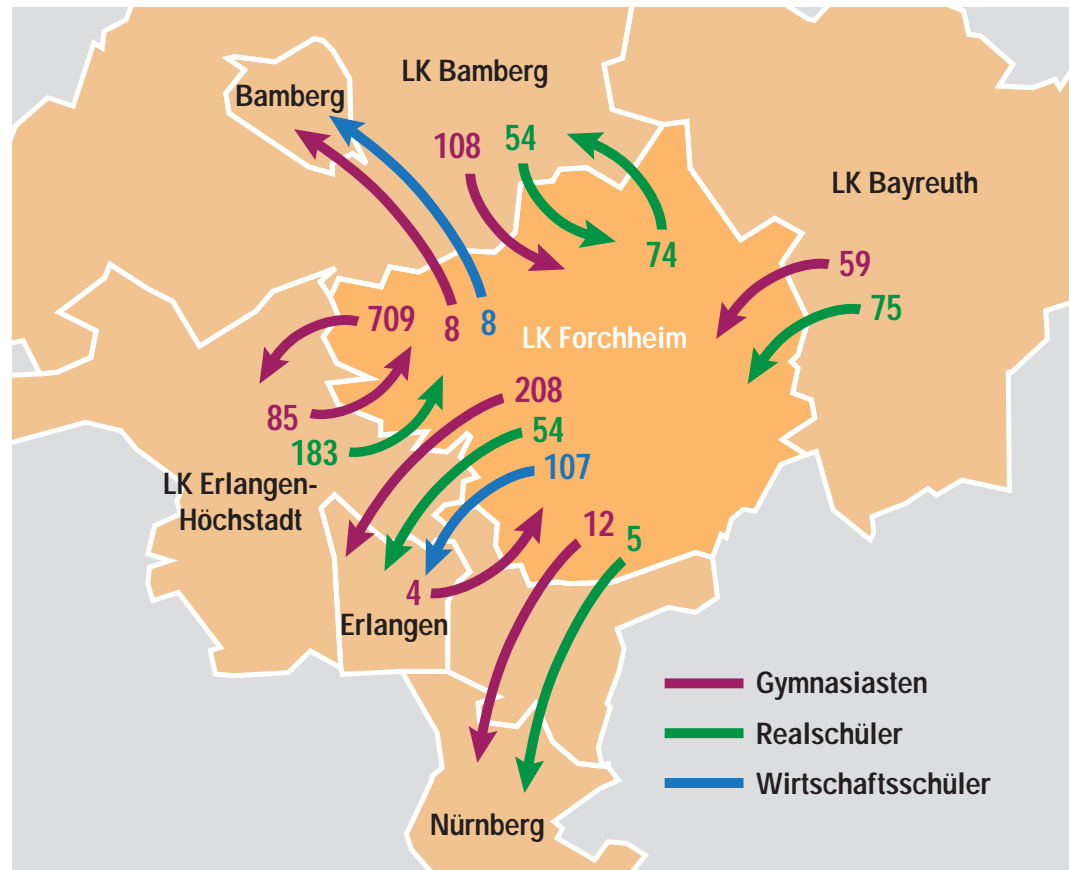 LK Bamberg
Bamberg
108
54
LK Bayreuth
74
59
75
709
8
8
LK Forchheim
85
208
183
54
107
LK Erlangen-
Höchstadt
12
5
4
Erlangen
Gymnasiasten
Realschüler
Wirtschaftsschüler
Nürnberg